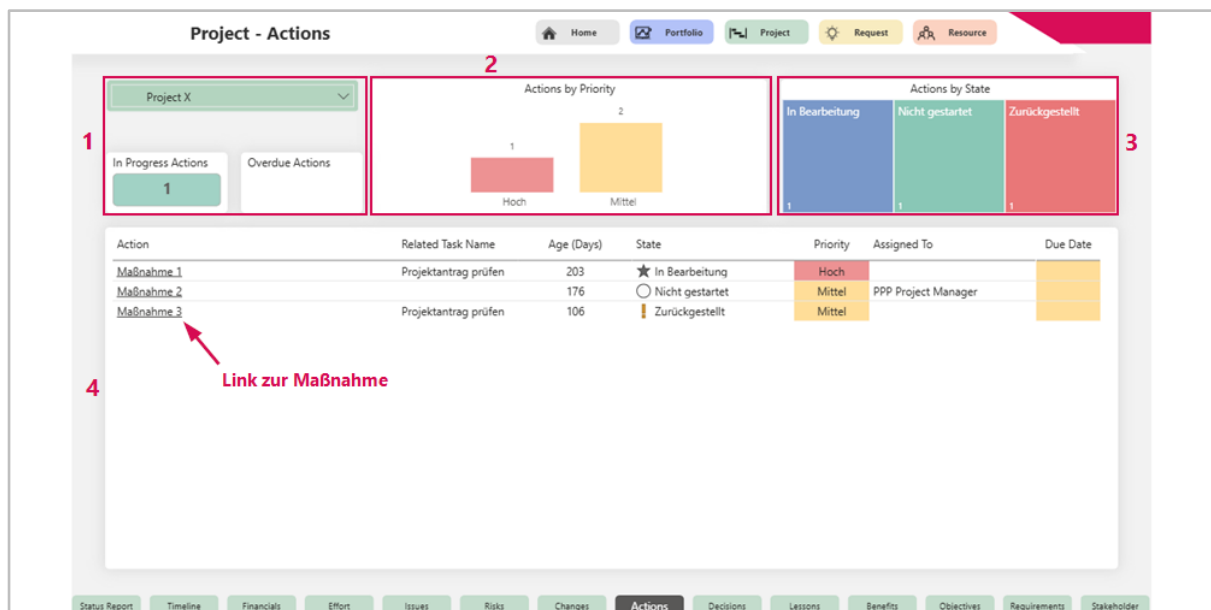 Project - Actions
Home
Portfolio
Project
Request
Resource
2
1
Project X
In Progress Actions
1
Overdue Actions
Actions by Priority
2
1
Hoch
Mittel
Actions by State
In Bearbeitung
Nicht gestartet
Zurückgestellt
1
1
1
3
Action Related Task Name Age (Days) State Priority Assigned To Due Date
Maßnahme 1 Projektantrag prüfen 203 In Bearbeitung Hoch
Maßnahme 2 176 Nicht gestartet Mittel PPP Project Manager
Maßnahme 3 Projektantrag prüfen 106 Zurückgestellt Mittel
Link zur Maßnahme
4
Status Report Timeline Financials Effort Issues Risks Changes Actions Decisions Lessons Benefits Objectives Requirements Stakeholder